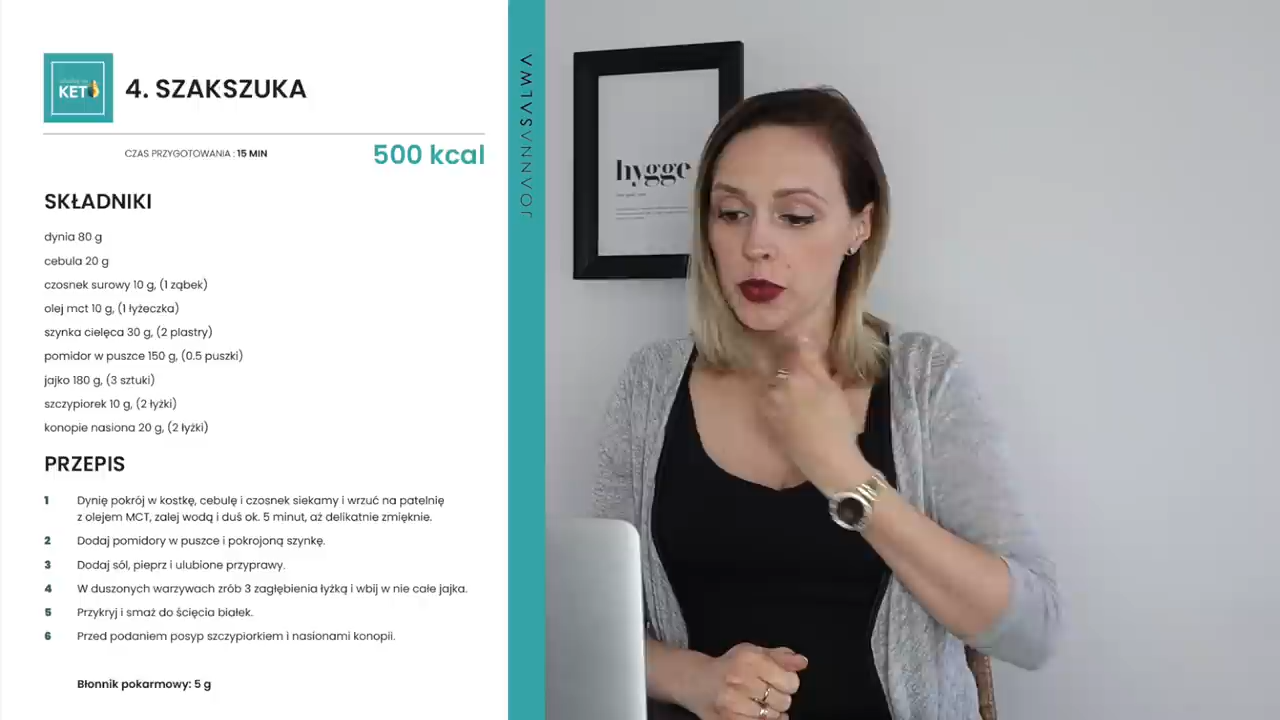 KETO
4. SZAKSZUKA
CZAS PRZYGOTOWANIA : 15 MIN
500 kcal
SKŁADNIKI
dynia 80 g
cebula 20 g
czosnek surowy 10 g, (1 ząbek)
olej mct 10 g, (1 łyżeczka)
szynka cielęca 30 g, (2 plastry)
pomidor w puszce 150 g, (0.5 puszki)
jajko 180 g, (3 sztuki)
szczypiorek 10 g, (2 łyżki)
konopie nasiona 20 g, (2 łyżki)
PRZEPIS
1 Dynię pokrój w kostkę, cebulę i czosnek siekamy i wrzuć na patelnię
z olejem MCT, zalej wodą i duś ok. 5 minut, aż delikatnie zmięknie.
2 Dodaj pomidory w puszce i pokrojoną szynkę.
3 Dodaj sól, pieprz i ulubione przyprawy.
4 W duszonych warzywach zrób 3 zagłębienia łyżką i wbij w nie całe jajka.
5 Przykryj i smaż do ścięcia białek.
6 Przed podaniem posyp szczypiorkiem i nasionami konopii.
Błonnik pokarmowy: 5 g
JOANNASALWA
hygge